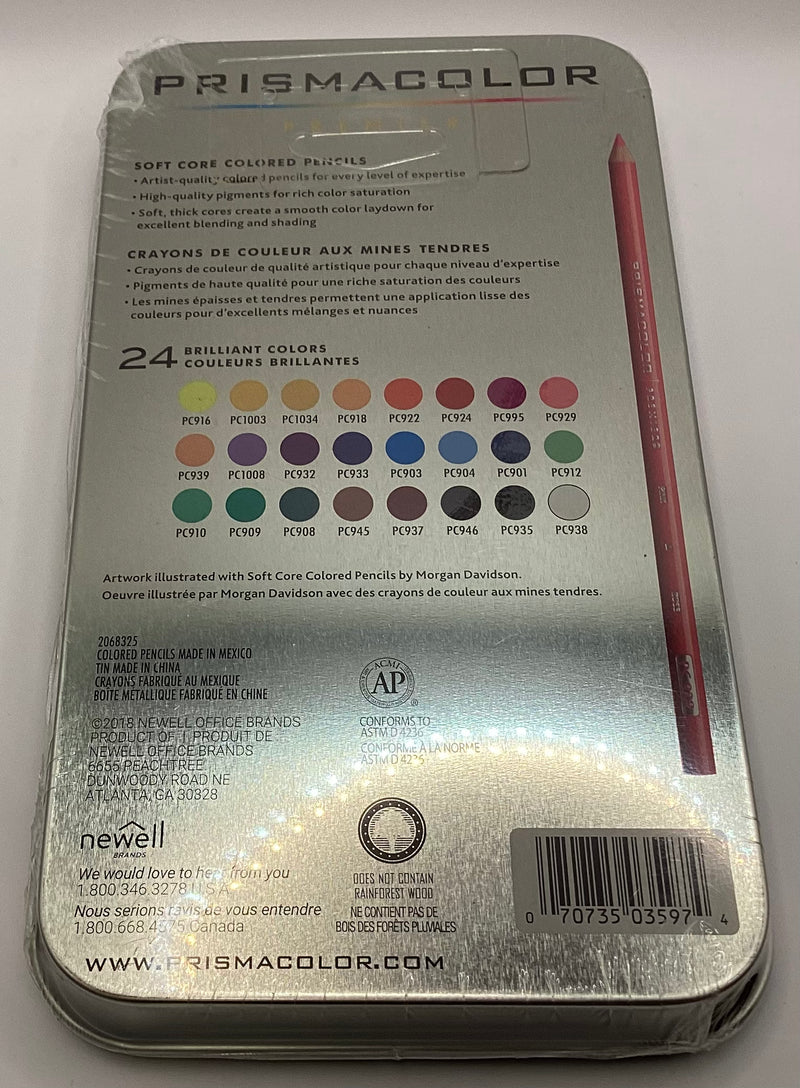 PRISMACOLOR
PREMIER
SOFT CORE COLORED PENCILS
• Artist-quality colored pencils for every level of expertise
• High-quality pigments for rich color saturation
• Soft, thick cores create a smooth color laydown for
excellent blending and shading
CRAYONS DE COULEUR AUX MINES TENDRES
• Crayons de couleur de qualité artistique pour chaque niveau d'expertise
• Pigments de haute qualité pour une riche saturation des couleurs
• Les mines épaisses et tendres permettent une application lisse des
couleurs pour d'excellents mélanges et nuances
24 BRILLIANT COLORS
COULEURS BRILLANTES
PC916 PC1003 PC1034 PC918 PC922 PC924 PC995 PC929
PC939 PC1008 PC932 PC933 PC903 PC904 PC901 PC912
PC910 PC909 PC908 PC945 PC937 PC946 PC935 PC938
Artwork illustrated with Soft Core Colored Pencils by Morgan Davidson.
Oeuvre illustrée par Morgan Davidson avec des crayons de couleur aux mines tendres.
2068325
COLORED PENCILS MADE IN MEXICO
TIN MADE IN CHINA
CRAYONS FABRIQUÉ AU MEXIQUE
BOÎTE MÉTALLIQUE FABRIQUÉ EN CHINE
©2018 NEWELL OFFICE BRANDS
PRODUCT OF | PRODUIT DE
NEWELL OFFICE BRANDS
6655 PEACHTREE
DUNWOODY ROAD NE
ATLANTA, GA 30328
newell
BRANDS
We would love to hear from you
1.800.346.3278 U S A
Nous serions ravis de vous entendre
1.800.668.4575 Canada
WWW.PRISMACOLOR.COM
ACMI
AP
®
CONFORMS TO
ASTM D 4236
CONFORME À LA NORME
ASTM D 4236
DOES NOT CONTAIN
RAINFOREST WOOD
NE CONTIENT PAS DE
BOIS DES FORÊTS PLUVIALES
0 70735 03597 4
PRISMACOLOR